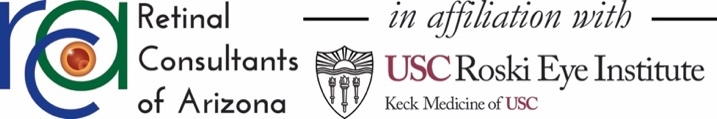 rca
Retinal
Consultants
of Arizona
in affiliation with
USC Roski Eye Institute
Keck Medicine of USC